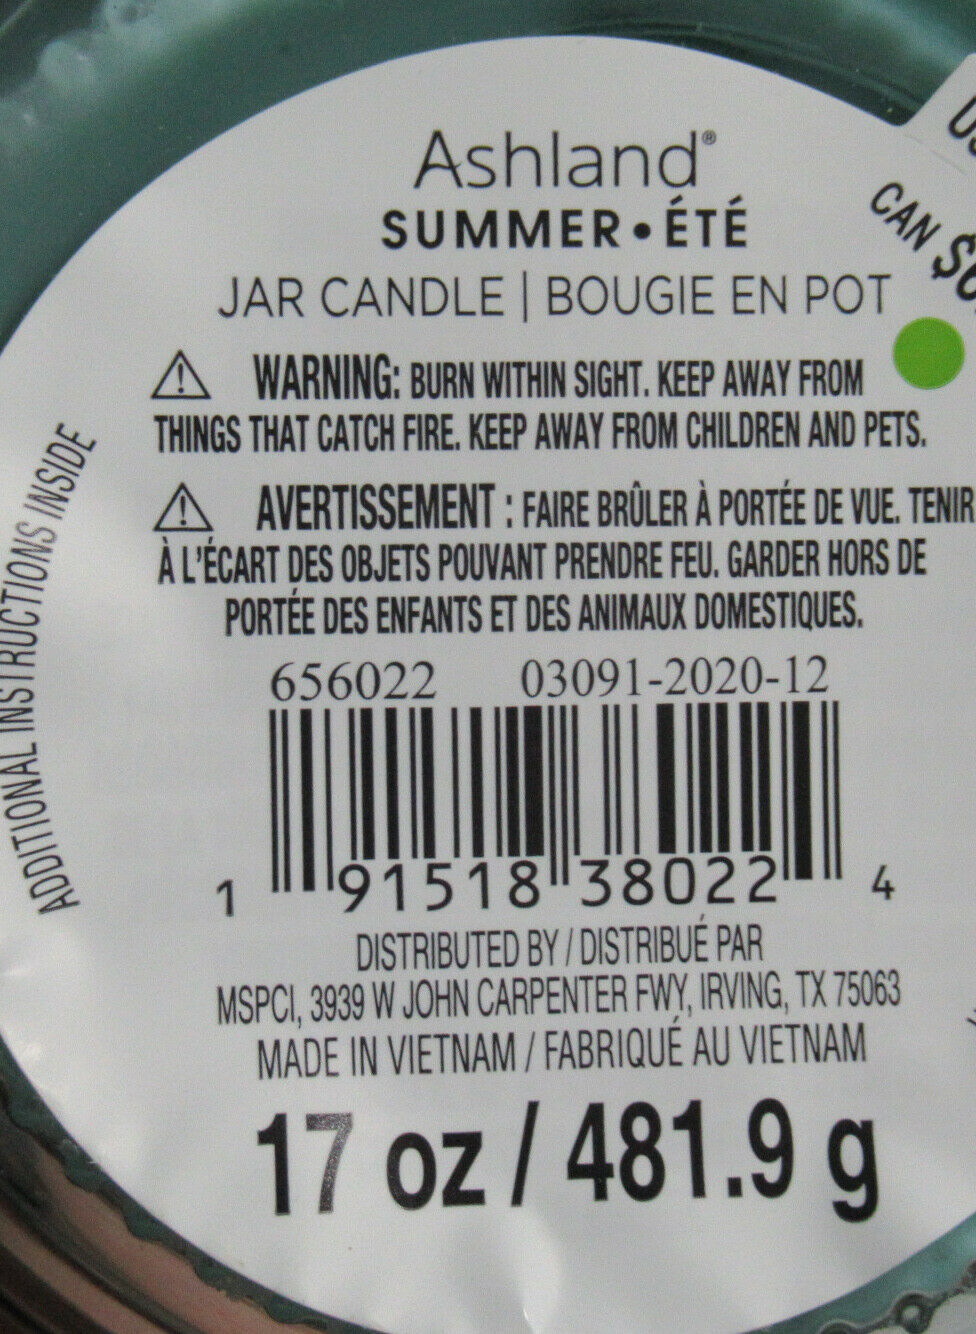 Ashland®
SUMMER•ÉTÉ
JAR CANDLE | BOUGIE EN POT
⚠ WARNING: BURN WITHIN SIGHT. KEEP AWAY FROM
THINGS THAT CATCH FIRE. KEEP AWAY FROM CHILDREN AND PETS.
⚠ AVERTISSEMENT : FAIRE BRÛLER À PORTÉE DE VUE. TENIR
À L'ÉCART DES OBJETS POUVANT PRENDRE FEU. GARDER HORS DE
PORTÉE DES ENFANTS ET DES ANIMAUX DOMESTIQUES.
656022 03091-2020-12
1 91518 38022 4
DISTRIBUTED BY / DISTRIBUÉ PAR
MSPCI, 3939 W JOHN CARPENTER FWY, IRVING, TX 75063
MADE IN VIETNAM / FABRIQUÉ AU VIETNAM
17 oz / 481.9 g
ADDITIONAL INSTRUCTIONS INSIDE
CAN